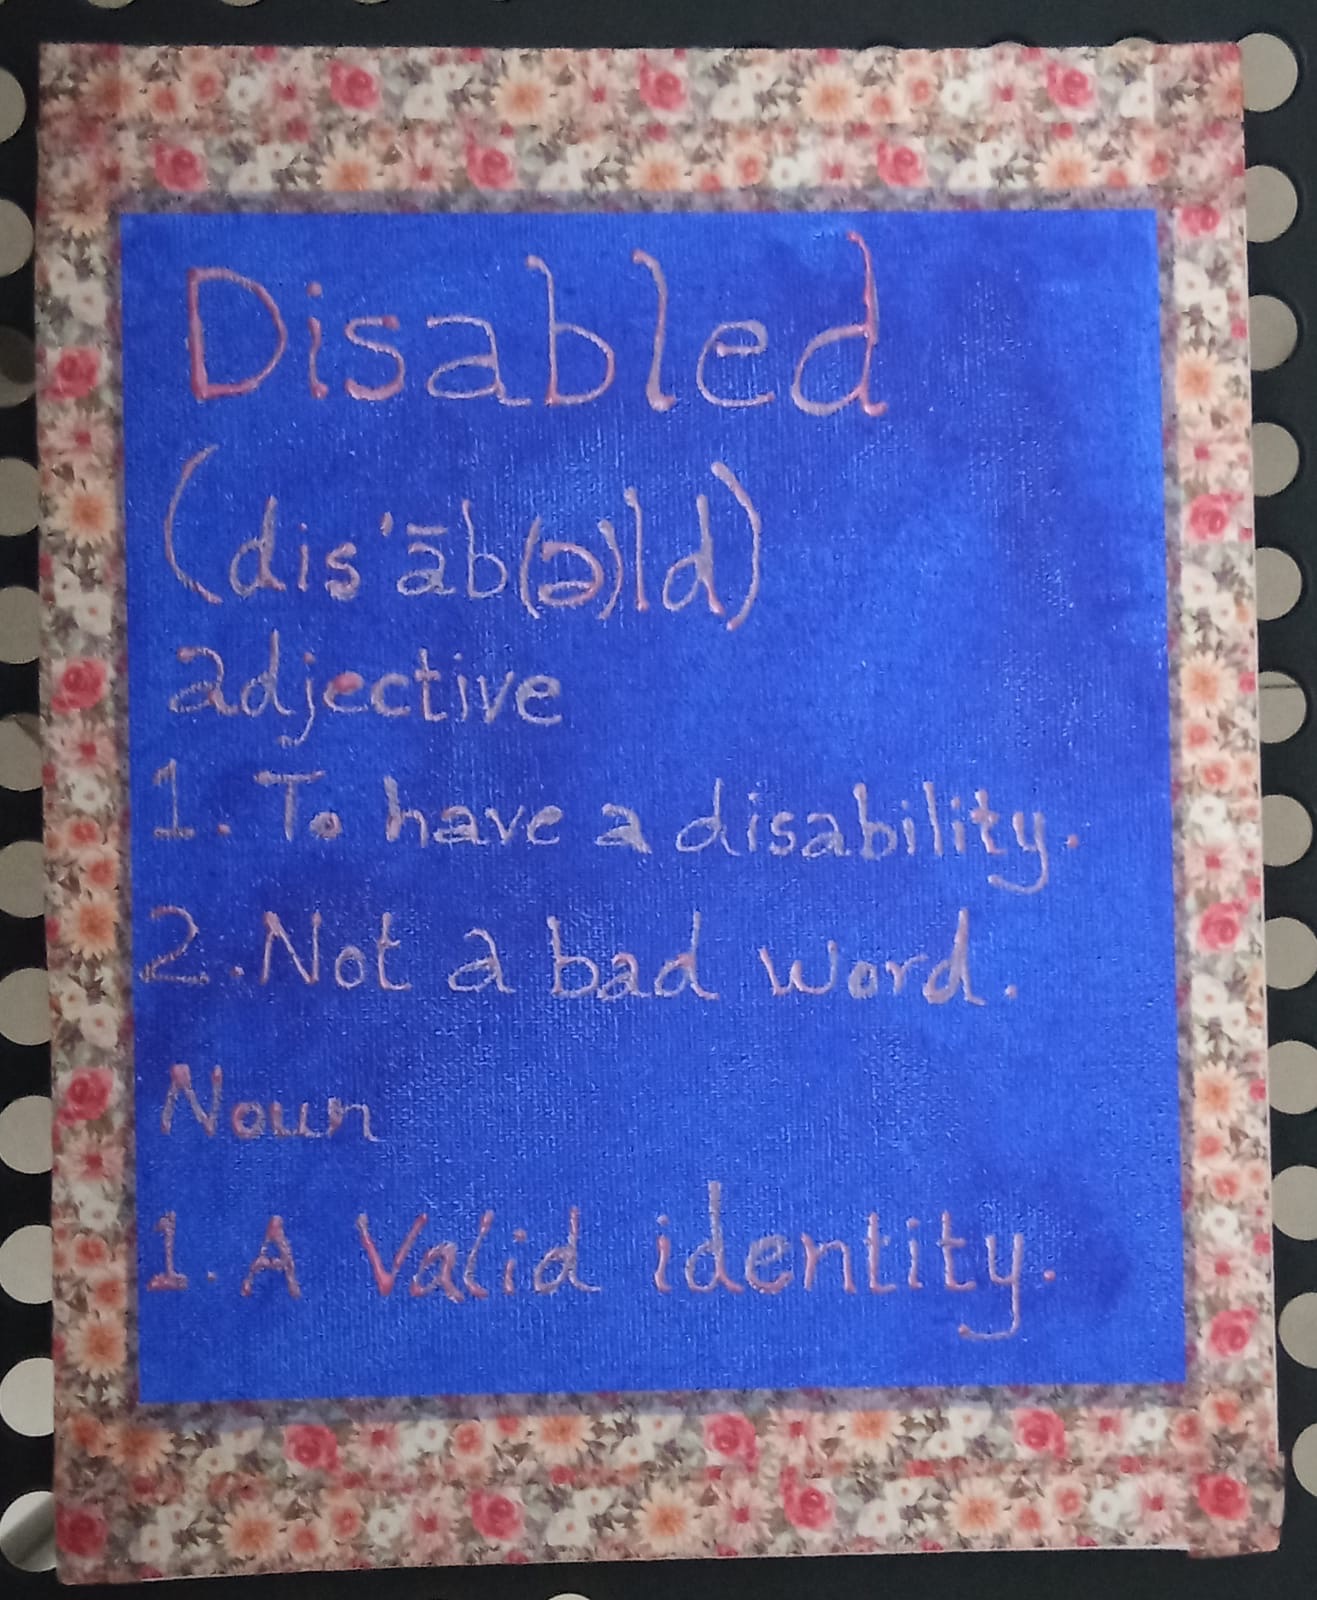 Disabled
(dis'āb(ə)ld)
adjective
1. To have a disability.
2. Not a bad word.
Noun
1. A Valid identity.